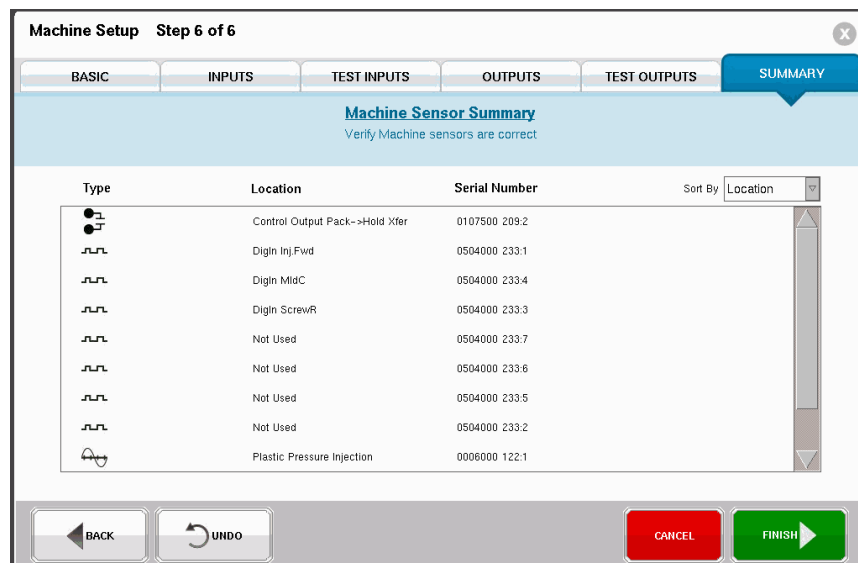 Machine Setup Step 6 of 6
X
BASIC INPUTS TEST INPUTS OUTPUTS TEST OUTPUTS SUMMARY
Machine Sensor Summary
Verify Machine sensors are correct
Type Location Serial Number Sort By Location
Control Output Pack->Hold Xfer 0107500 209:2
DigIn Inj.Fwd 0504000 233:1
DigIn MldC 0504000 233:4
DigIn ScrewR 0504000 233:3
Not Used 0504000 233:7
Not Used 0504000 233:6
Not Used 0504000 233:5
Not Used 0504000 233:2
Plastic Pressure Injection 0006000 122:1
BACK UNDO CANCEL FINISH